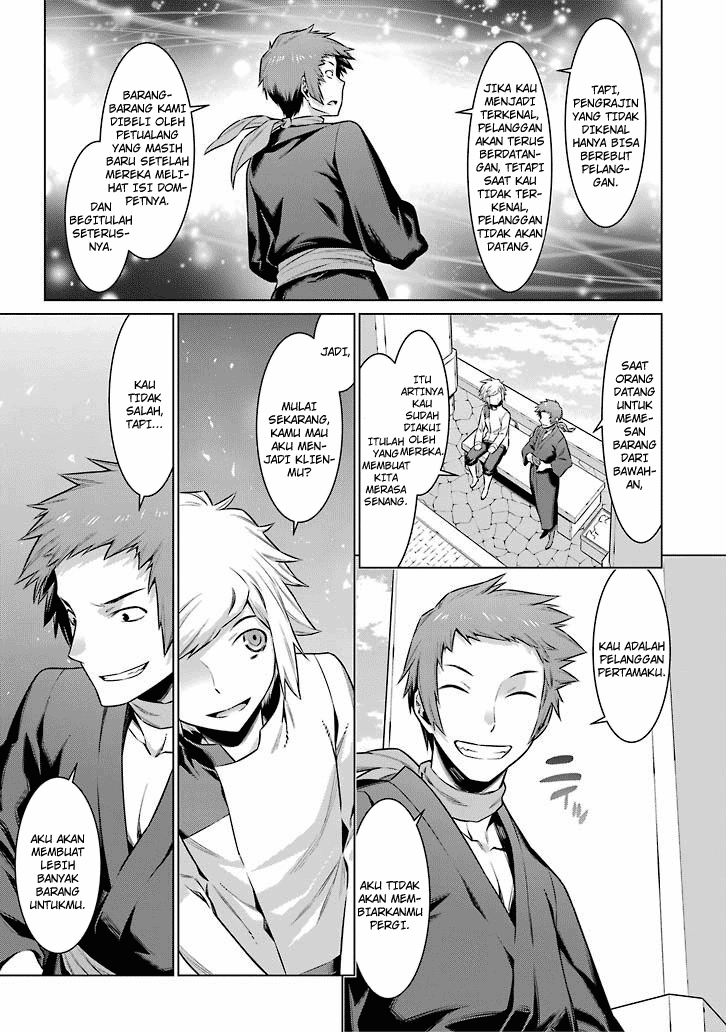 TAPI,
PENGRAJIN
YANG TIDAK
DIKENAL
HANYA BISA
BEREBUT
PELANG-
GAN.
JIKA KAU
MENJADI
TERKENAL,
PELANGGAN
AKAN TERUS
BERDATAN-
GAN, TETAPI
SAAT KAU
TIDAK TER-
KENAL,
PELANGGAN
TIDAK AKAN
DATANG.
BARANG-
BARANG KAMI
DIBELI OLEH
PETUALANG
YANG MASIH
BARU SETELAH
MEREKA MELI-
HAT ISI DOM-
PETNYA.
DAN
BEGITULAH
SETERUS-
NYA.
SAAT
ORANG
DATANG
UNTUK
MEME-
SAN
BARANG
DARI
BAWAH-
AN,
ITU
ARTINYA
KAU
SUDAH
DIAKUI
OLEH
MEREKA.
ITULAH
YANG
MEMBUAT
KITA
MERASA
SENANG.
JADI,
MULAI
SEKARANG,
KAMU MAU
AKU MEN-
JADI KLIEN-
MU?
KAU
TIDAK
SALAH,
TAPI...
AKU AKAN
MEMBUAT
LEBIH
BANYAK
BARANG
UNTUKMU.
KAU ADALAH
PELANGGAN
PERTAMAKU.
AKU TIDAK
AKAN MEM-
BIARKANMU
PERGI.